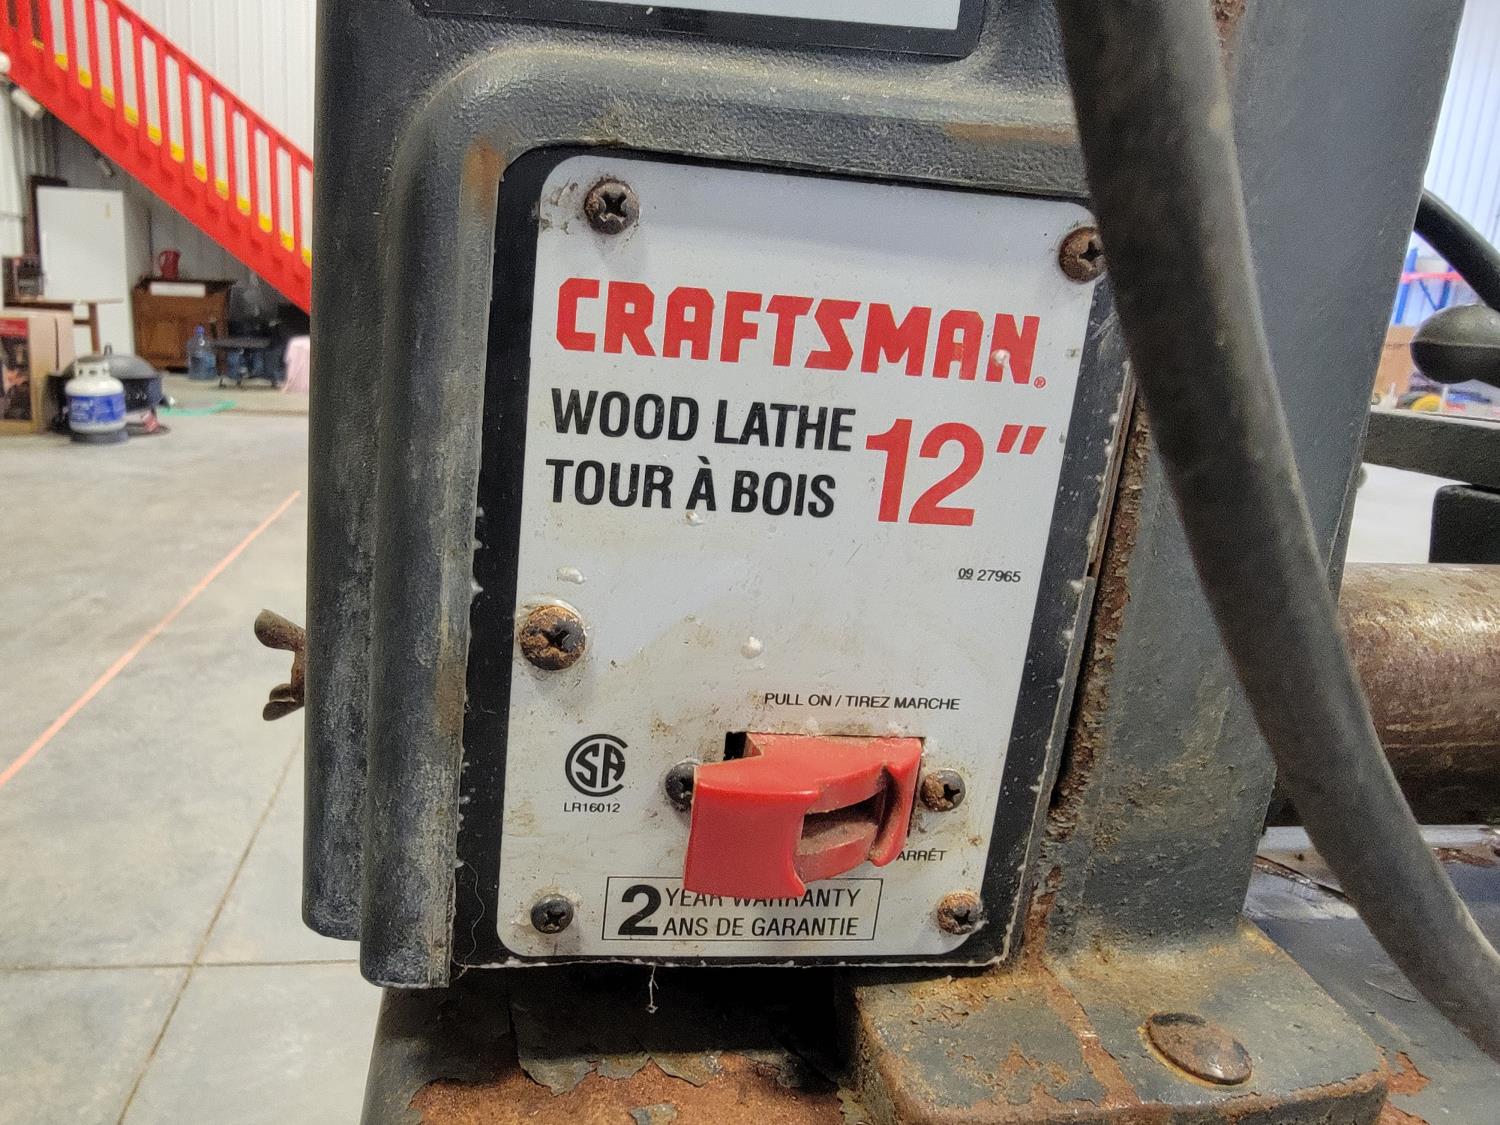 CRAFTSMAN®
WOOD LATHE
TOUR À BOIS
12"
09 27965
PULL ON / TIREZ MARCHE
SA
LR16012
ARRÊT
2 YEAR WARRANTY
ANS DE GARANTIE